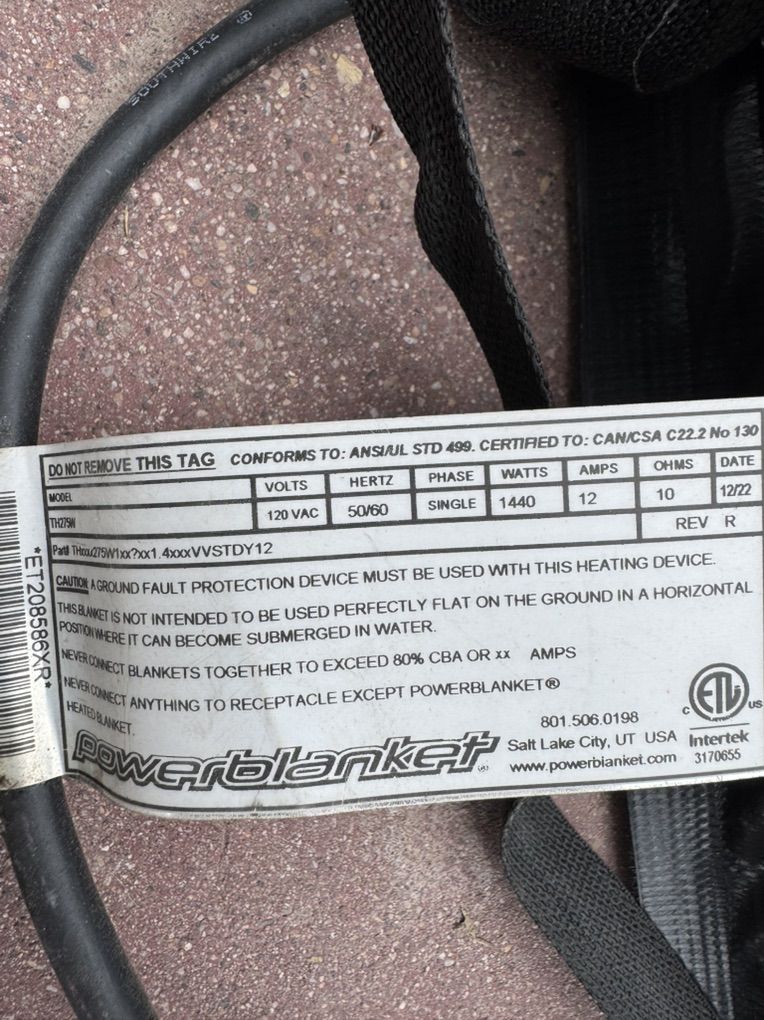 SOUTHWIRE
DO NOT REMOVE THIS TAG CONFORMS TO: ANSI/UL STD 499. CERTIFIED TO: CAN/CSA C22.2 No 130
MODEL VOLTS HERTZ PHASE WATTS AMPS OHMS DATE
TH275W 120 VAC 50/60 SINGLE 1440 12 10 12/22
Part# THxxx275W1xx?xx1.4xxxVVSTDY12 REV R
CAUTION: A GROUND FAULT PROTECTION DEVICE MUST BE USED WITH THIS HEATING DEVICE.
THIS BLANKET IS NOT INTENDED TO BE USED PERFECTLY FLAT ON THE GROUND IN A HORIZONTAL
POSITION WHERE IT CAN BECOME SUBMERGED IN WATER.
NEVER CONNECT BLANKETS TOGETHER TO EXCEED 80% CBA OR xx AMPS
NEVER CONNECT ANYTHING TO RECEPTACLE EXCEPT POWERBLANKET®
HEATED BLANKET.
powerblanket®
801.506.0198
Salt Lake City, UT USA
www.powerblanket.com
C ETL US
Intertek
3170655
*ET208586XR*